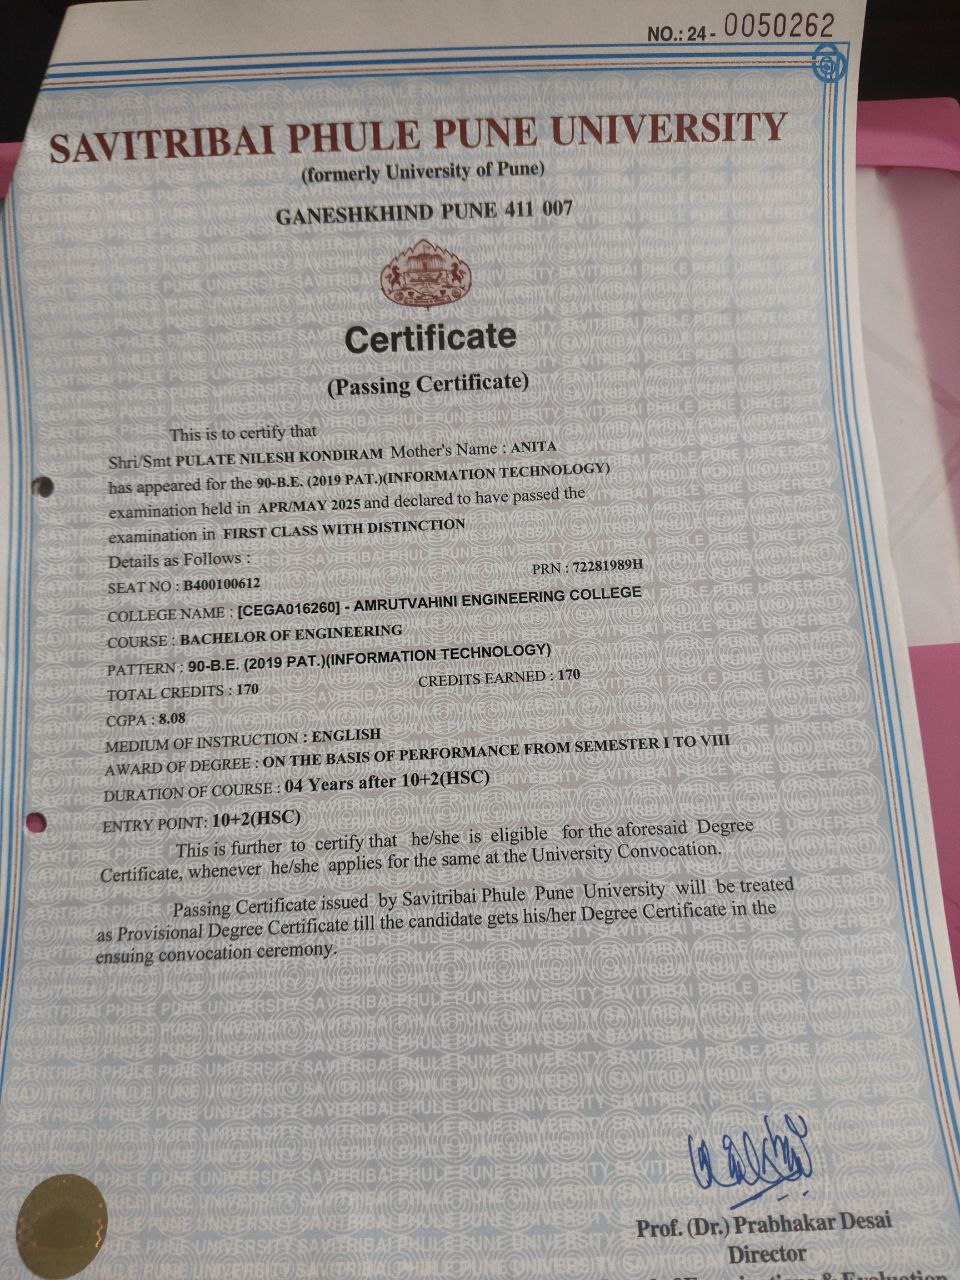 NO.: 24 - 0050262
SAVITRIBAI PHULE PUNE UNIVERSITY
(formerly University of Pune)
GANESHKHIND PUNE 411 007
Certificate
(Passing Certificate)
This is to certify that
Shri/Smt PULATE NILESH KONDIRAM Mother's Name : ANITA
has appeared for the 90-B.E. (2019 PAT.)(INFORMATION TECHNOLOGY)
examination held in APR/MAY 2025 and declared to have passed the
examination in FIRST CLASS WITH DISTINCTION
Details as Follows :
SEAT NO : B400100612 PRN : 72281989H
COLLEGE NAME : [CEGA016260] - AMRUTVAHINI ENGINEERING COLLEGE
COURSE : BACHELOR OF ENGINEERING
PATTERN : 90-B.E. (2019 PAT.)(INFORMATION TECHNOLOGY)
TOTAL CREDITS : 170 CREDITS EARNED : 170
CGPA : 8.08
MEDIUM OF INSTRUCTION : ENGLISH
AWARD OF DEGREE : ON THE BASIS OF PERFORMANCE FROM SEMESTER I TO VIII
DURATION OF COURSE : 04 Years after 10+2(HSC)
ENTRY POINT: 10+2(HSC)
This is further to certify that he/she is eligible for the aforesaid Degree
Certificate, whenever he/she applies for the same at the University Convocation.
Passing Certificate issued by Savitribai Phule Pune University will be treated
as Provisional Degree Certificate till the candidate gets his/her Degree Certificate in the
ensuing convocation ceremony.
Prof. (Dr.) Prabhakar Desai
Director